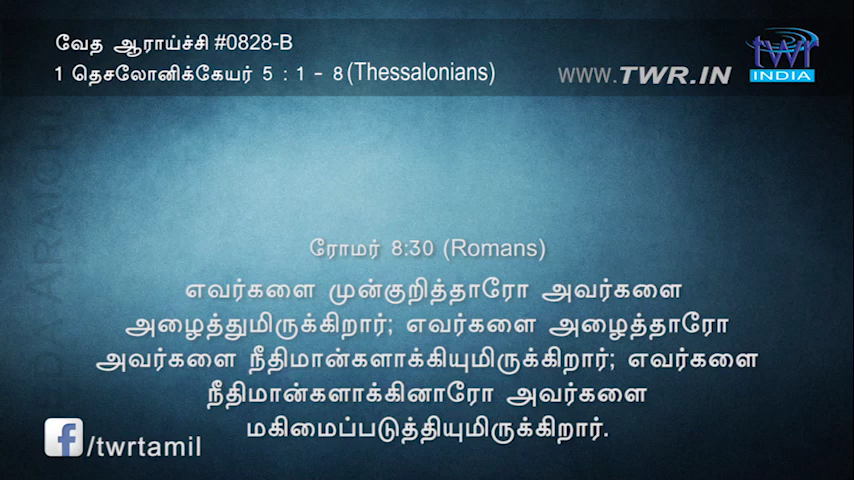 வேத ஆராய்ச்சி #0828-B
1 தெசலோனிக்கேயர் 5 : 1 - 8 (Thessalonians)
www.TWR.IN
twr
INDIA
ரோமர் 8:30 (Romans)
எவர்களை முன்குறித்தாரோ அவர்களை
அழைத்துமிருக்கிறார்; எவர்களை அழைத்தாரோ
அவர்களை நீதிமான்களாக்கியுமிருக்கிறார்; எவர்களை
நீதிமான்களாக்கினாரோ அவர்களை
மகிமைப்படுத்தியுமிருக்கிறார்.
f/twrtamil